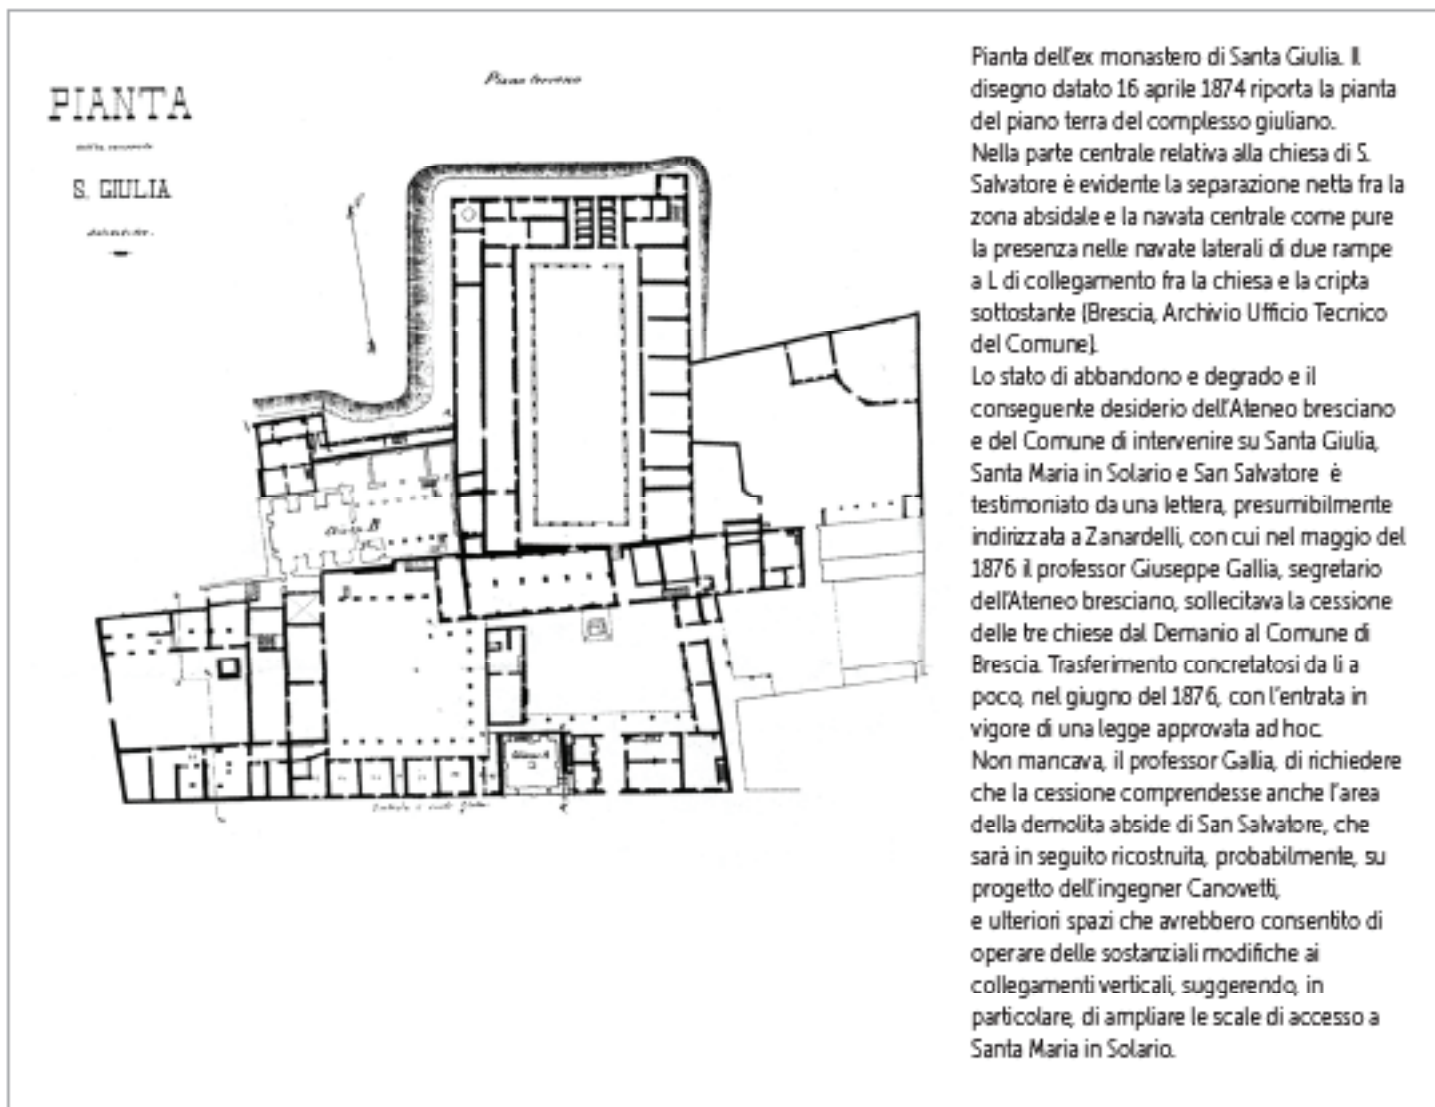 PIANTA
S. GIULIA
Piano terreno
Chiesa B
Pianta dell'ex monastero di Santa Giulia. Il
disegno datato 16 aprile 1874 riporta la pianta
del piano terra del complesso giuliano.
Nella parte centrale relativa alla chiesa di S.
Salvatore è evidente la separazione netta fra la
zona absidale e la navata centrale come pure
la presenza nelle navate laterali di due rampe
a L di collegamento fra la chiesa e la cripta
sottostante (Brescia, Archivio Ufficio Tecnico
del Comune).
Lo stato di abbandono e degrado e il
conseguente desiderio dell'Ateneo bresciano
e del Comune di intervenire su Santa Giulia,
Santa Maria in Solario e San Salvatore è
testimoniato da una lettera, presumibilmente
indirizzata a Zanardelli, con cui nel maggio del
1876 il professor Giuseppe Gallia, segretario
dell'Ateneo bresciano, sollecitava la cessione
delle tre chiese dal Demanio al Comune di
Brescia. Trasferimento concretatosi da lì a
poco, nel giugno del 1876, con l'entrata in
vigore di una legge approvata ad hoc.
Non mancava, il professor Gallia, di richiedere
che la cessione comprendesse anche l'area
della demolita abside di San Salvatore, che
sarà in seguito ricostruita, probabilmente, su
progetto dell'ingegner Canovetti,
e ulteriori spazi che avrebbero consentito di
operare delle sostanziali modifiche ai
collegamenti verticali, suggerendo, in
particolare, di ampliare le scale di accesso a
Santa Maria in Solario.